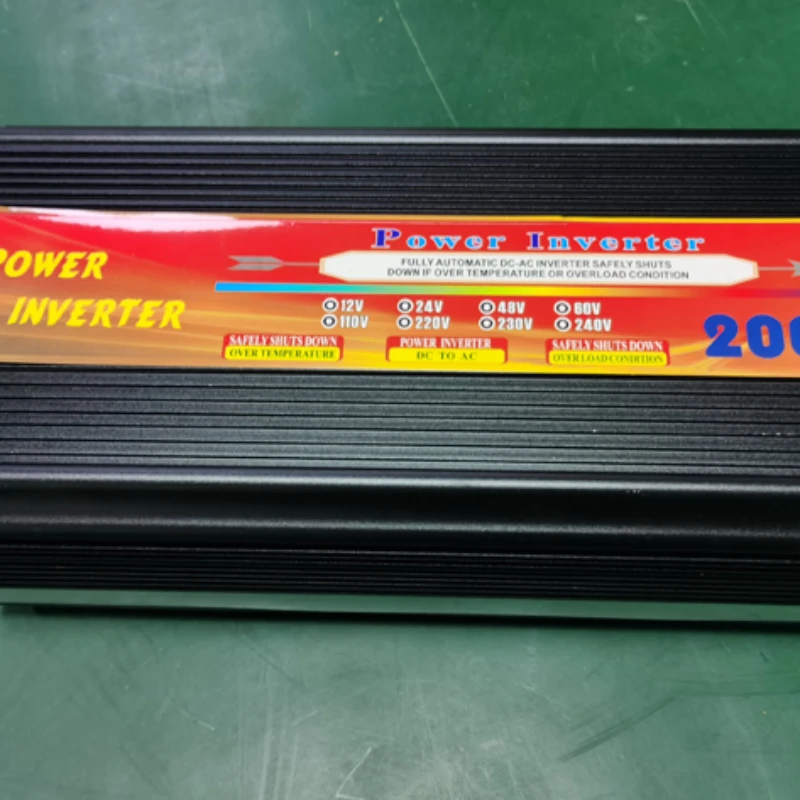 POWER
INVERTER
Power Inverter
FULLY AUTOMATIC DC-AC INVERTER SAFELY SHUTS
DOWN IF OVER TEMPERATURE OR OVERLOAD CONDITION
12V 24V 48V 60V
110V 220V 230V 240V
SAFELY SHUTS DOWN
OVER TEMPERATURE
POWER INVERTER
DC TO AC
SAFELY SHUTS DOWN
OVER LOAD CONDITION